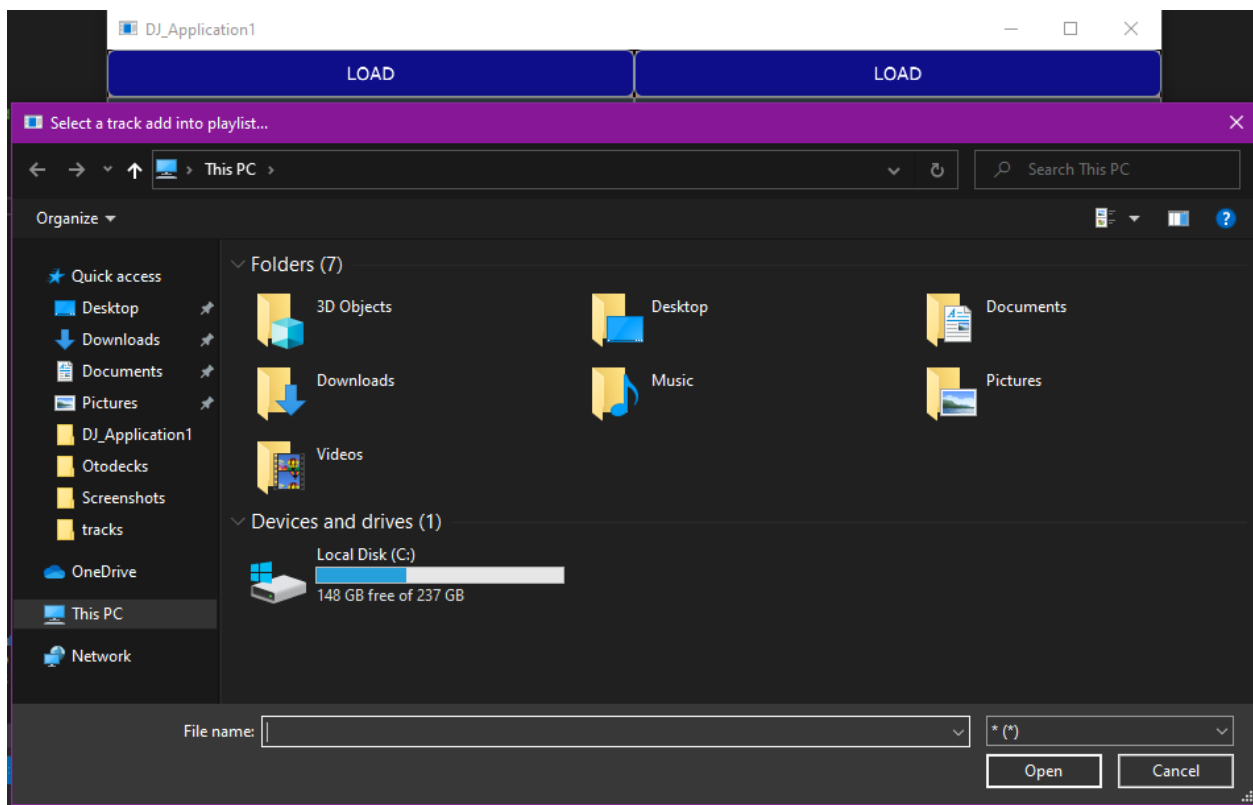 DJ_Application1
LOAD LOAD
Select a track add into playlist...
This PC Search This PC
Organize
Quick access
Desktop
Downloads
Documents
Pictures
DJ_Application1
Otodecks
Screenshots
tracks
OneDrive
This PC
Network
Folders (7)
3D Objects Desktop Documents
Downloads Music Pictures
Videos
Devices and drives (1)
Local Disk (C:)
148 GB free of 237 GB
File name: * (*)
Open Cancel